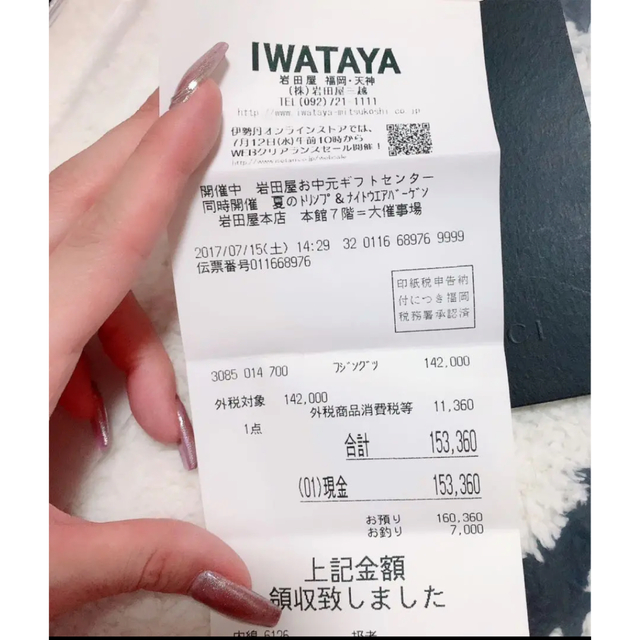 IWATAYA
岩田屋 福岡・天神
(株)岩田屋三越
TEL(092)721-1111
http://www.iwataya-mitsukoshi.co.jp
伊勢丹オンラインストアでは、
7月12日(水)午前10時から
WEBクリアランスセール開催!
開催中 岩田屋お中元ギフトセンター
同時開催 夏のドリンプ&ナイトウエアバーゲン
岩田屋本店 本館7階=大催事場
2017/07/15(土) 14:29 32 0116 68976 9999
伝票番号011668976
印紙税申告納
付につき福岡
税務署承認済
3085 014 700 フジングツ 142,000
外税対象 142,000
外税商品消費税等 11,360
1点
合計 153,360
(01)現金 153,360
お預り 160,360
お釣り 7,000
上記金額
領収致しました
CI